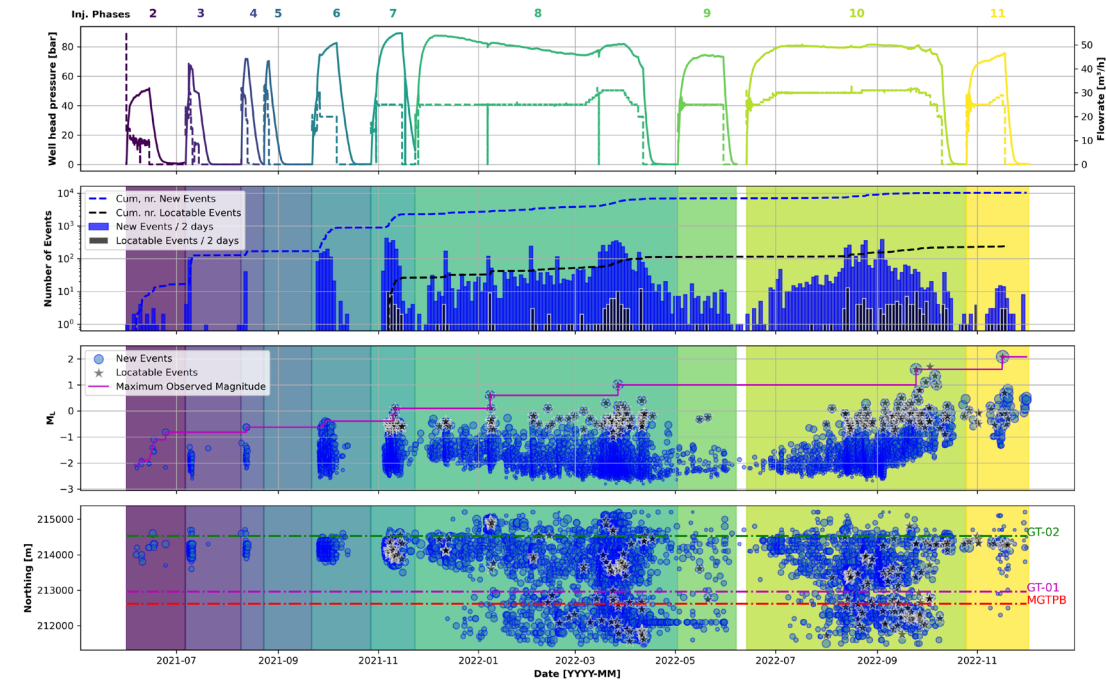 Inj. Phases 2 3 4 5 6 7 8 9 10 11
Well head pressure [bar]
80
60
40
20
0
50
40
30
20
10
0
Flowrate [m³/h]
Number of Events
10⁴
10³
10²
10¹
10⁰
Cum, nr. New Events
Cum. nr. Locatable Events
New Events / 2 days
Locatable Events / 2 days
M_L
2
1
0
−1
−2
−3
New Events
Locatable Events
Maximum Observed Magnitude
Northing [m]
215000
214000
213000
212000
GT-02
GT-01
MGTPB
2021-07 2021-09 2021-11 2022-01 2022-03 2022-05 2022-07 2022-09 2022-11
Date [YYYY-MM]